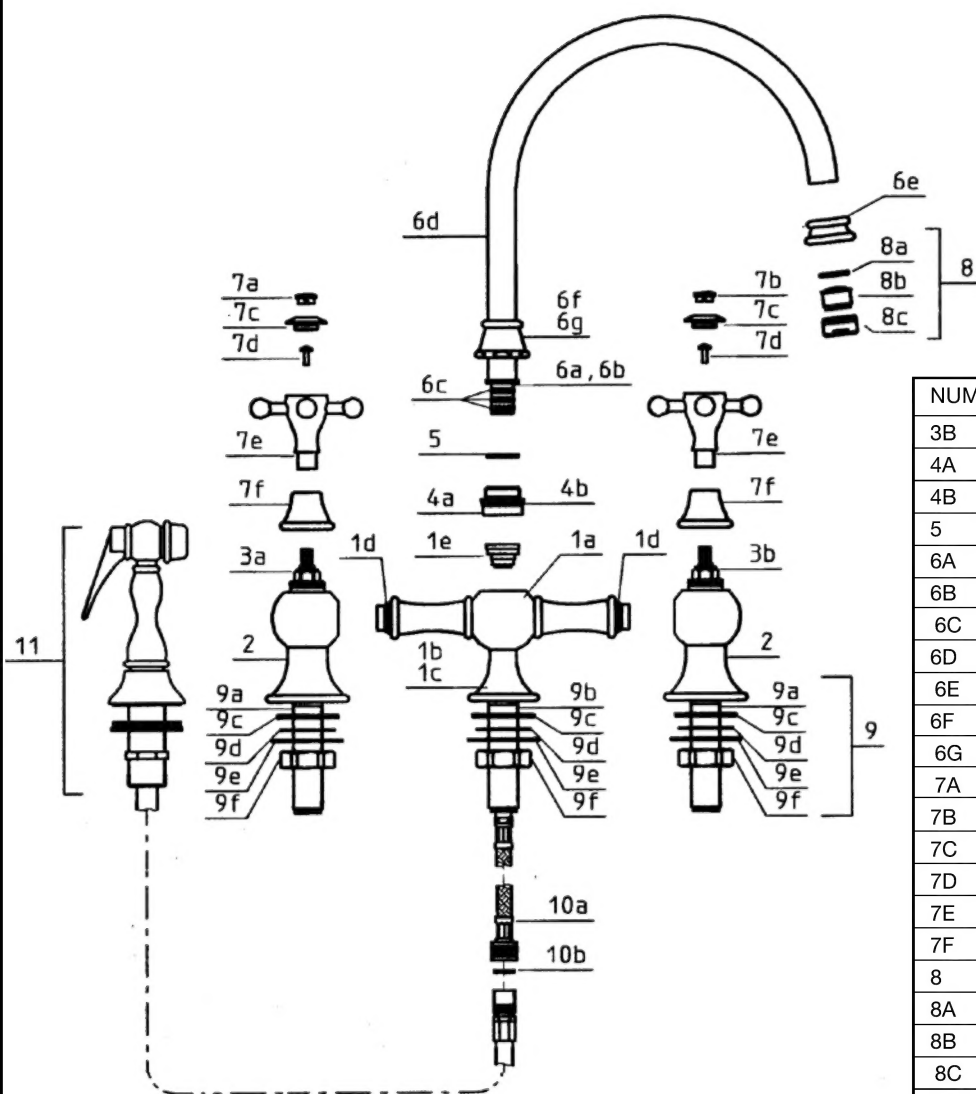 6e
6d
8a
8
7a
7b
8b
7c
6f
7c
8c
6g
7d
7d
6a, 6b
6c
NUM
7e
5
7e
3B
4A
7f
4a
4b
7f
4B
1e
1d
1a
1d
5
3a
3b
6A
11
6B
2
1b
2
6C
1c
6D
9a
9b
9a
6E
9c
9c
9c
9
6F
9d
9d
9d
6G
9e
9e
9e
7A
9f
9f
9f
7B
7C
7D
10a
7E
10b
7F
8
8A
8B
8C